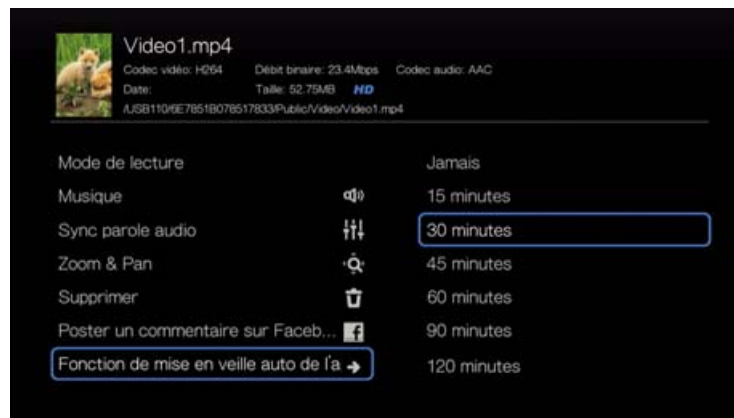 Video1.mp4
Codec vidéo: H264 Débit binaire: 23.4Mbps Codec audio: AAC
Date: Taille: 52.75MB HD
/USB110/6E7851B078517833/Public/Video/Video1.mp4
Mode de lecture
Musique
Sync parole audio
Zoom & Pan
Supprimer
Poster un commentaire sur Faceb...
Fonction de mise en veille auto de l'a
Jamais
15 minutes
30 minutes
45 minutes
60 minutes
90 minutes
120 minutes